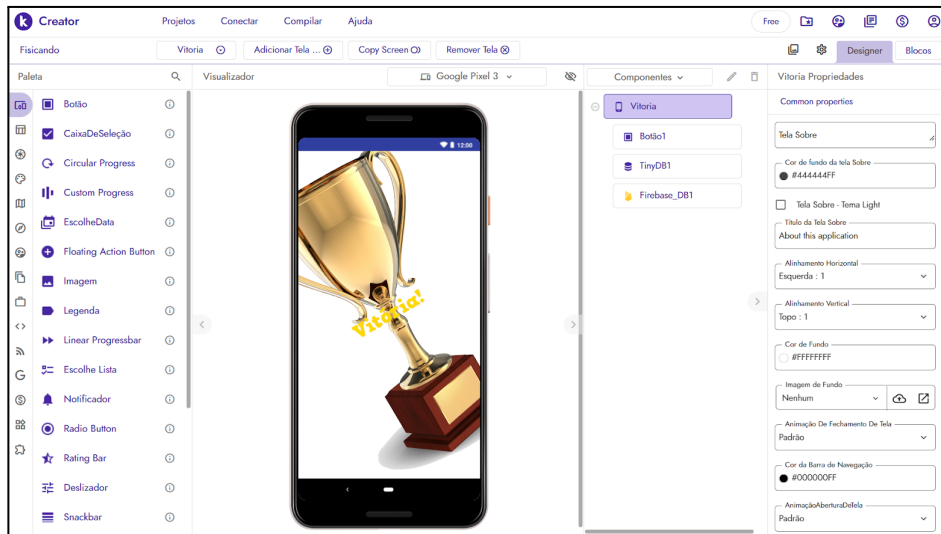 k Creator Projetos Conectar Compilar Ajuda Free
Fisicando Vitoria Adicionar Tela ... Copy Screen Remover Tela Designer Blocos
Paleta Visualizador Google Pixel 3 Componentes Vitoria Propriedades
Botão
CaixaDeSeleção
Circular Progress
Custom Progress
EscolheData
Floating Action Button
Imagem
Legenda
Linear Progressbar
Escolhe Lista
Notificador
Radio Button
Rating Bar
Deslizador
Snackbar
12:00
Vitória!
Vitoria
Botão1
TinyDB1
Firebase_DB1
Common properties
Tela Sobre
Cor de fundo da tela Sobre
#444444FF
Tela Sobre - Tema Light
Título da Tela Sobre
About this application
Alinhamento Horizontal
Esquerda : 1
Alinhamento Vertical
Topo : 1
Cor de Fundo
#FFFFFFFF
Imagem de Fundo
Nenhum
Animação De Fechamento De Tela
Padrão
Cor da Barra de Navegação
#000000FF
AnimaçãoAberturaDeTela
Padrão